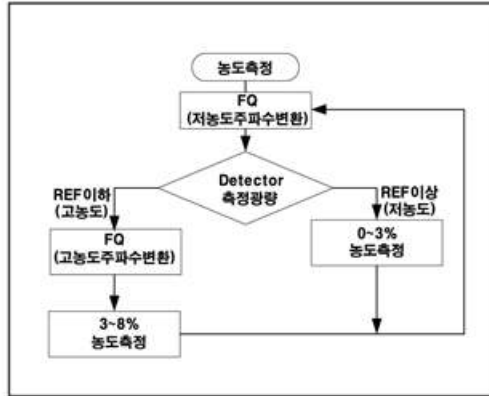 농도측정
FQ
(저농도주파수변환)
Detector
측정광량
REF이하
(고농도)
REF이상
(저농도)
FQ
(고농도주파수변환)
0~3%
농도측정
3~8%
농도측정